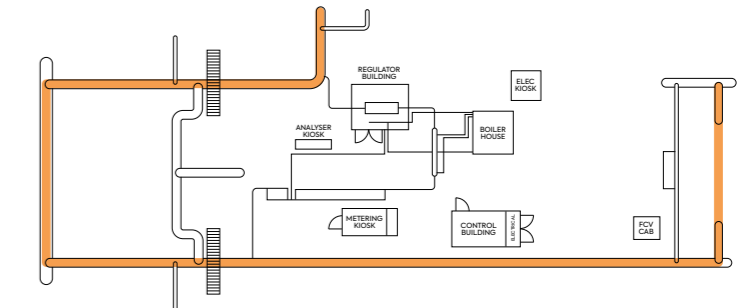 REGULATOR
BUILDING
ELEC
KIOSK
ANALYSER
KIOSK
BOILER
HOUSE
METERING
KIOSK
CONTROL
BUILDING
ELECTRICAL
FCV
CAB